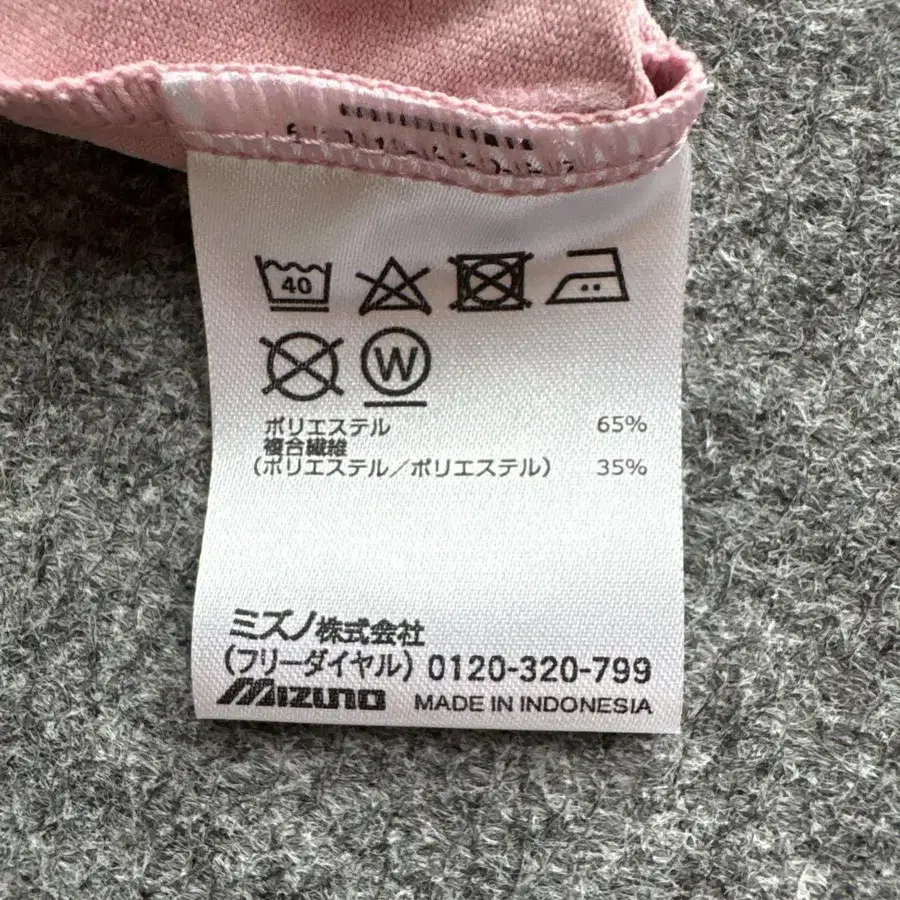 40
W
ポリエステル 65%
複合繊維
(ポリエステル/ポリエステル) 35%
ミズノ株式会社
(フリーダイヤル) 0120-320-799
Mizuno MADE IN INDONESIA